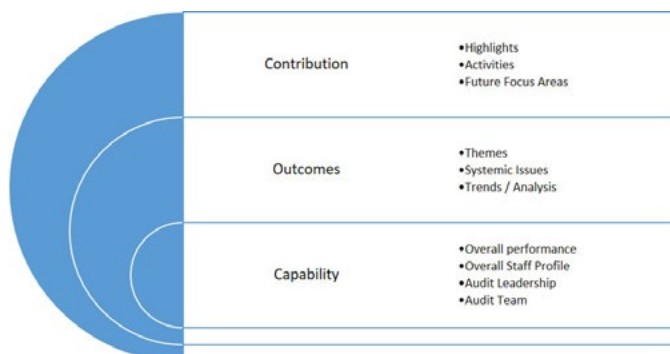 Contribution
•Highlights
•Activities
•Future Focus Areas
Outcomes
•Themes
•Systemic Issues
•Trends / Analysis
Capability
•Overall performance
•Overall Staff Profile
•Audit Leadership
•Audit Team